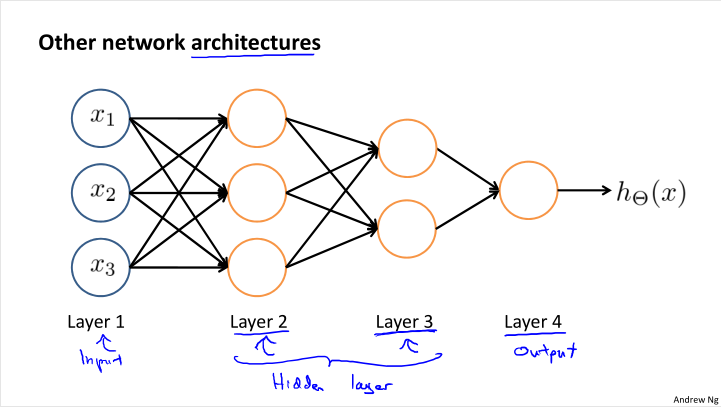 Other network architectures
x₁
x₂
x₃
h_Θ(x)
Layer 1
Layer 2
Layer 3
Layer 4
Input
Output
Hidden layer
Andrew Ng